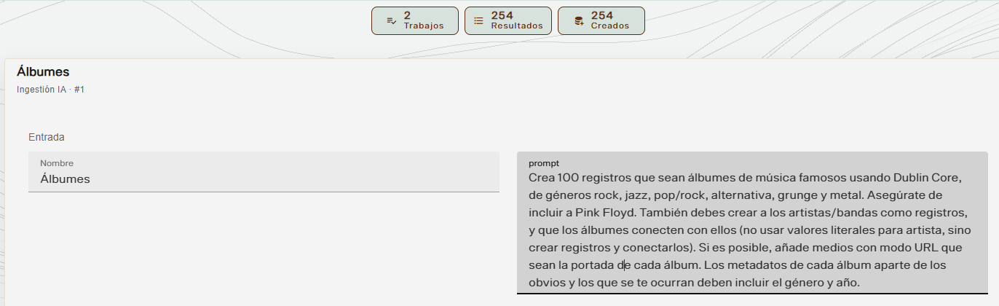 2
Trabajos
254
Resultados
254
Creados
Álbumes
Ingestión IA · #1
Entrada
Nombre
Álbumes
prompt
Crea 100 registros que sean álbumes de música famosos usando Dublin Core,
de géneros rock, jazz, pop/rock, alternativa, grunge y metal. Asegúrate de
incluir a Pink Floyd. También debes crear a los artistas/bandas como registros,
y que los álbumes conecten con ellos (no usar valores literales para artista, sino
crear registros y conectarlos). Si es posible, añade medios con modo URL que
sean la portada de cada álbum. Los metadatos de cada álbum aparte de los
obvios y los que se te ocurran deben incluir el género y año.